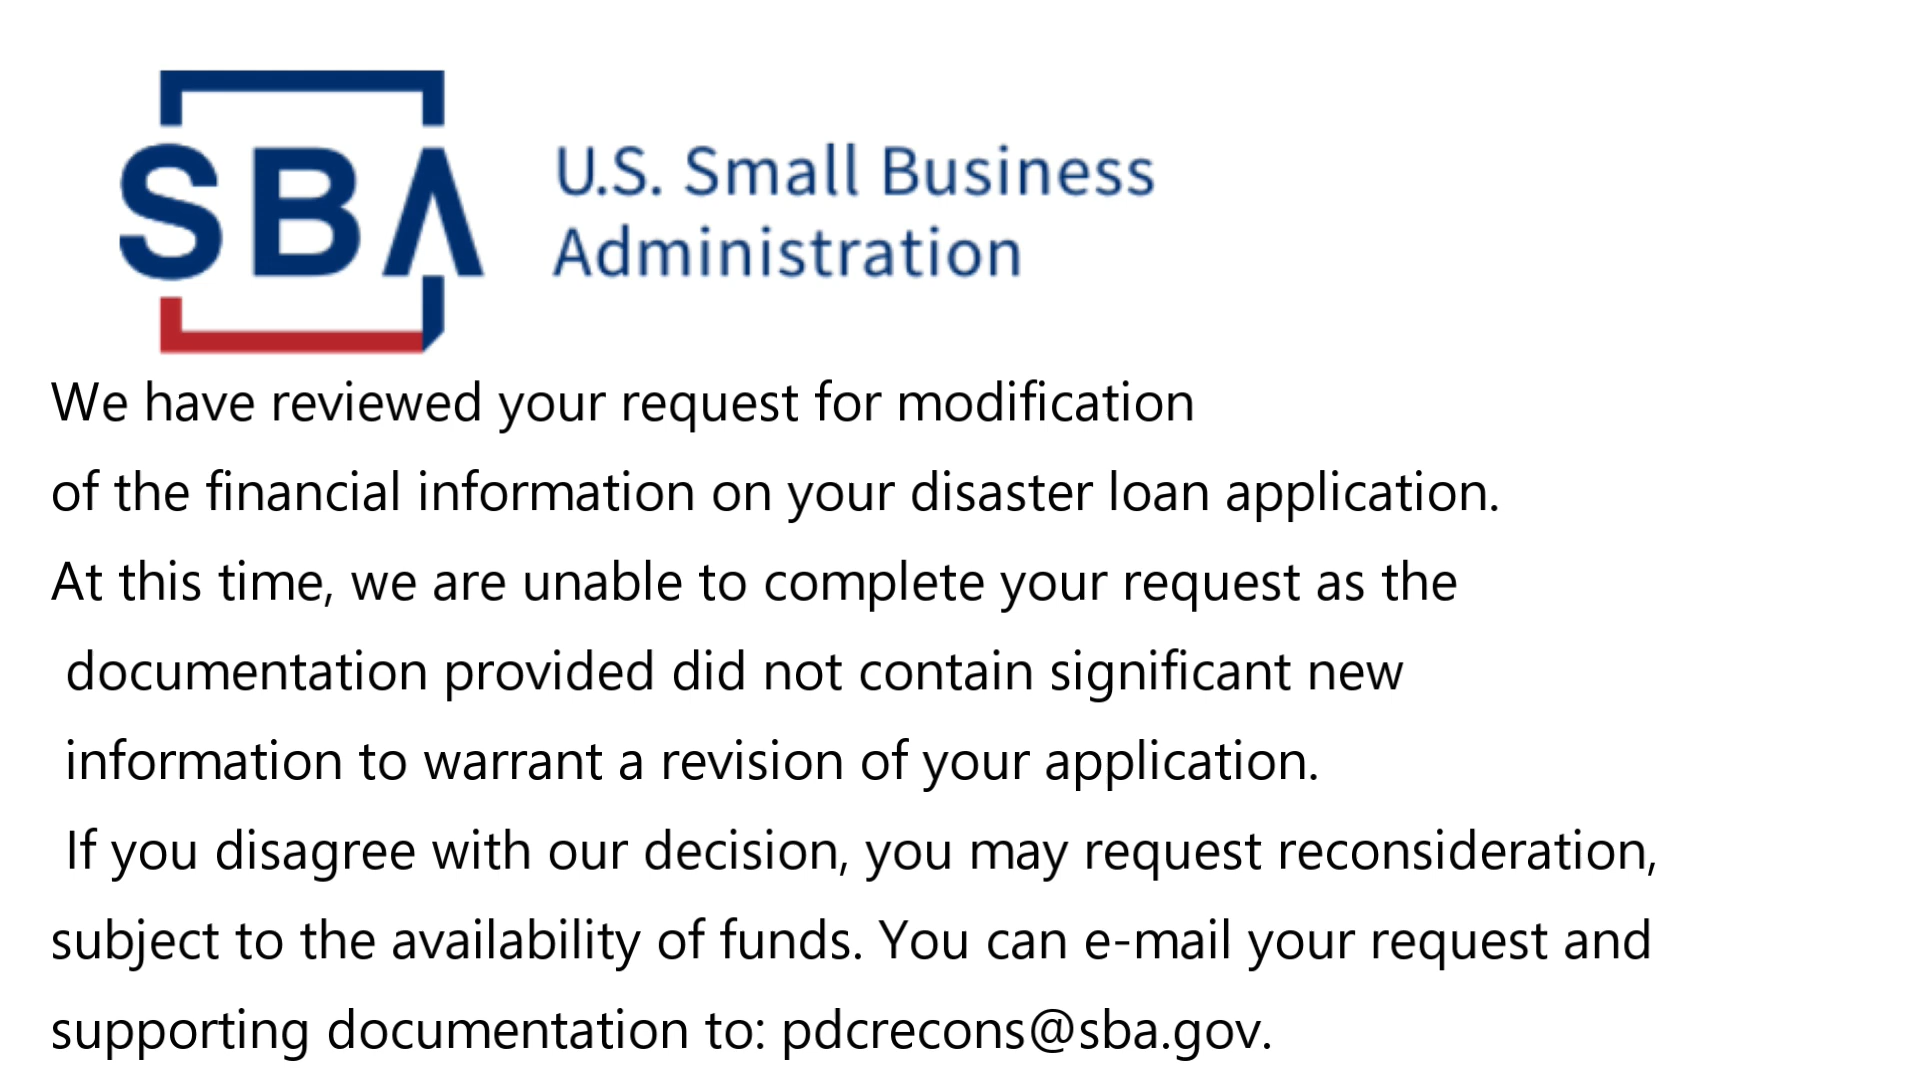 SBA
U.S. Small Business
Administration
We have reviewed your request for modification
of the financial information on your disaster loan application.
At this time, we are unable to complete your request as the
documentation provided did not contain significant new
information to warrant a revision of your application.
If you disagree with our decision, you may request reconsideration,
subject to the availability of funds. You can e-mail your request and
supporting documentation to: pdcrecons@sba.gov.